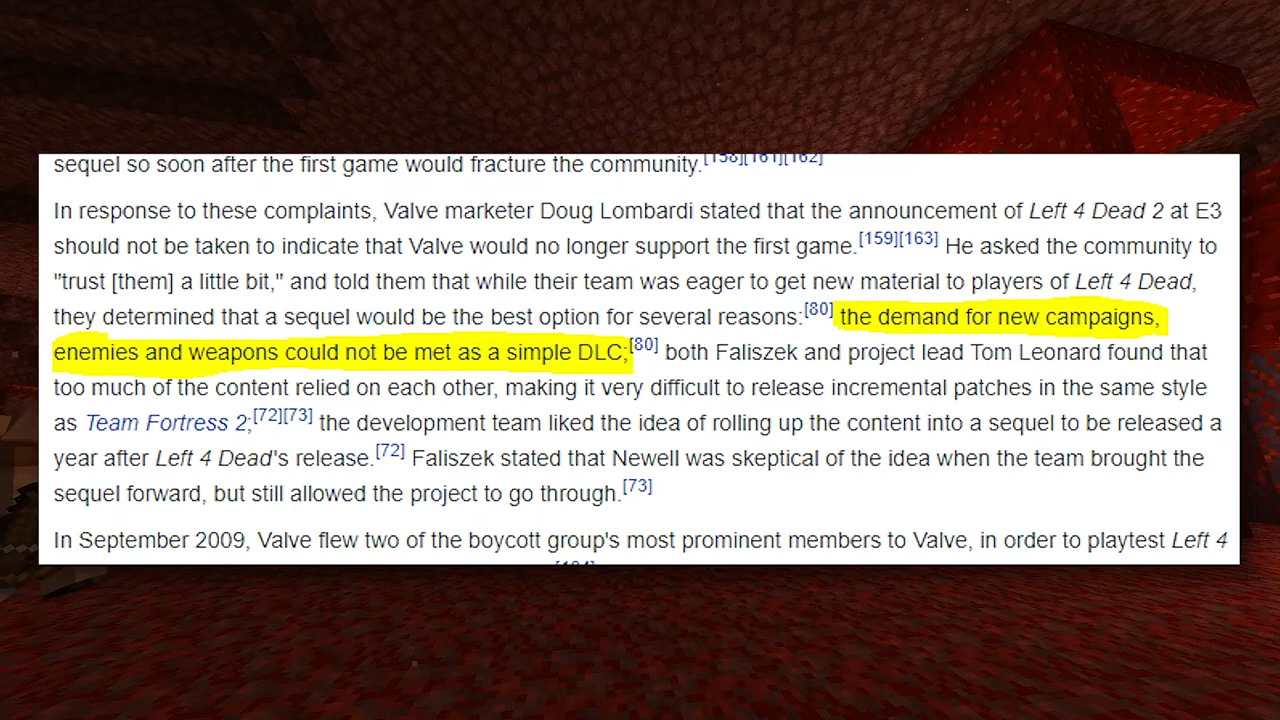 sequel so soon after the first game would fracture the community.[158][161][162]
In response to these complaints, Valve marketer Doug Lombardi stated that the announcement of Left 4 Dead 2 at E3
should not be taken to indicate that Valve would no longer support the first game.[159][163] He asked the community to
"trust [them] a little bit," and told them that while their team was eager to get new material to players of Left 4 Dead,
they determined that a sequel would be the best option for several reasons:[80] the demand for new campaigns,
enemies and weapons could not be met as a simple DLC;[80] both Faliszek and project lead Tom Leonard found that
too much of the content relied on each other, making it very difficult to release incremental patches in the same style
as Team Fortress 2;[72][73] the development team liked the idea of rolling up the content into a sequel to be released a
year after Left 4 Dead's release.[72] Faliszek stated that Newell was skeptical of the idea when the team brought the
sequel forward, but still allowed the project to go through.[73]
In September 2009, Valve flew two of the boycott group's most prominent members to Valve, in order to playtest Left 4